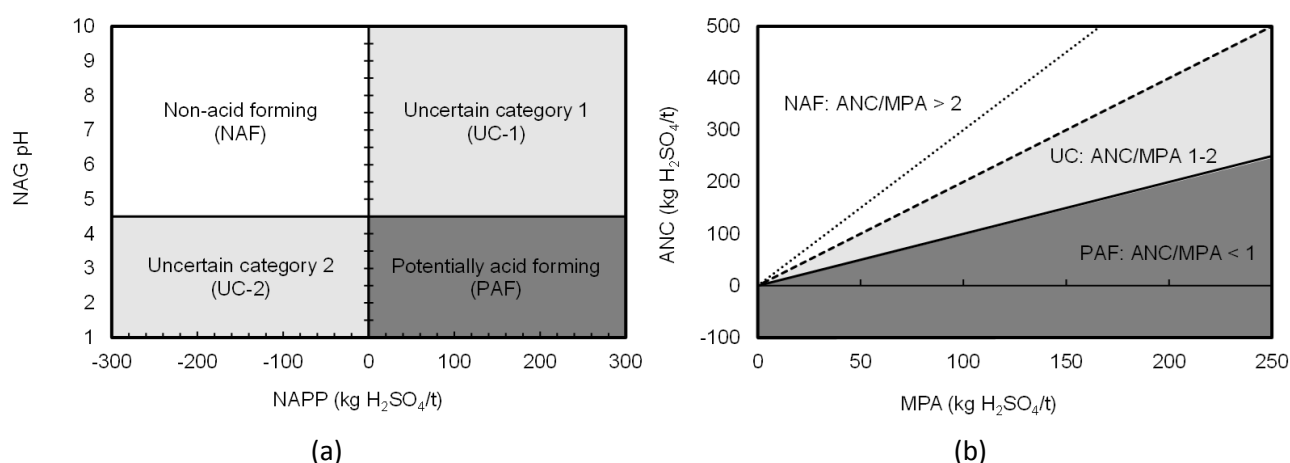 10
9
8
7
6
5
4
3
2
1
NAG pH
Non-acid forming
(NAF)
Uncertain category 1
(UC-1)
Uncertain category 2
(UC-2)
Potentially acid forming
(PAF)
-300 -200 -100 0 100 200 300
NAPP (kg H₂SO₄/t)
(a)
500
400
300
200
100
0
-100
ANC (kg H₂SO₄/t)
NAF: ANC/MPA > 2
UC: ANC/MPA 1-2
PAF: ANC/MPA < 1
0 50 100 150 200 250
MPA (kg H₂SO₄/t)
(b)